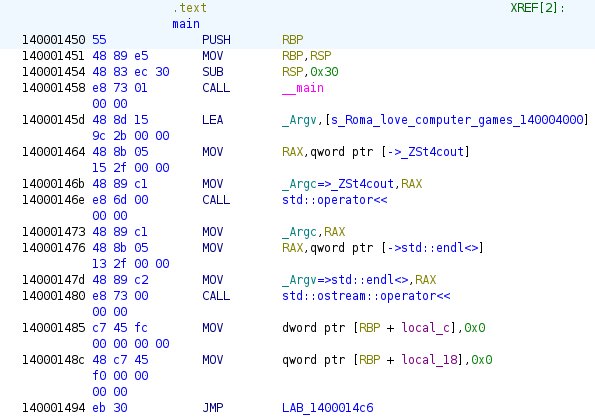 .text XREF[2]:
main
140001450 55 PUSH RBP
140001451 48 89 e5 MOV RBP,RSP
140001454 48 83 ec 30 SUB RSP,0x30
140001458 e8 73 01 CALL __main
00 00
14000145d 48 8d 15 LEA _Argv,[s_Roma_love_computer_games_140004000]
9c 2b 00 00
140001464 48 8b 05 MOV RAX,qword ptr [->_ZSt4cout]
15 2f 00 00
14000146b 48 89 c1 MOV _Argc=>_ZSt4cout,RAX
14000146e e8 6d 00 CALL std::operator<<
00 00
140001473 48 89 c1 MOV _Argc,RAX
140001476 48 8b 05 MOV RAX,qword ptr [->std::endl<>]
13 2f 00 00
14000147d 48 89 c2 MOV _Argv=>std::endl<>,RAX
140001480 e8 73 00 CALL std::ostream::operator<<
00 00
140001485 c7 45 fc MOV dword ptr [RBP + local_c],0x0
00 00 00 00
14000148c 48 c7 45 MOV qword ptr [RBP + local_18],0x0
f0 00 00
00 00
140001494 eb 30 JMP LAB_1400014c6